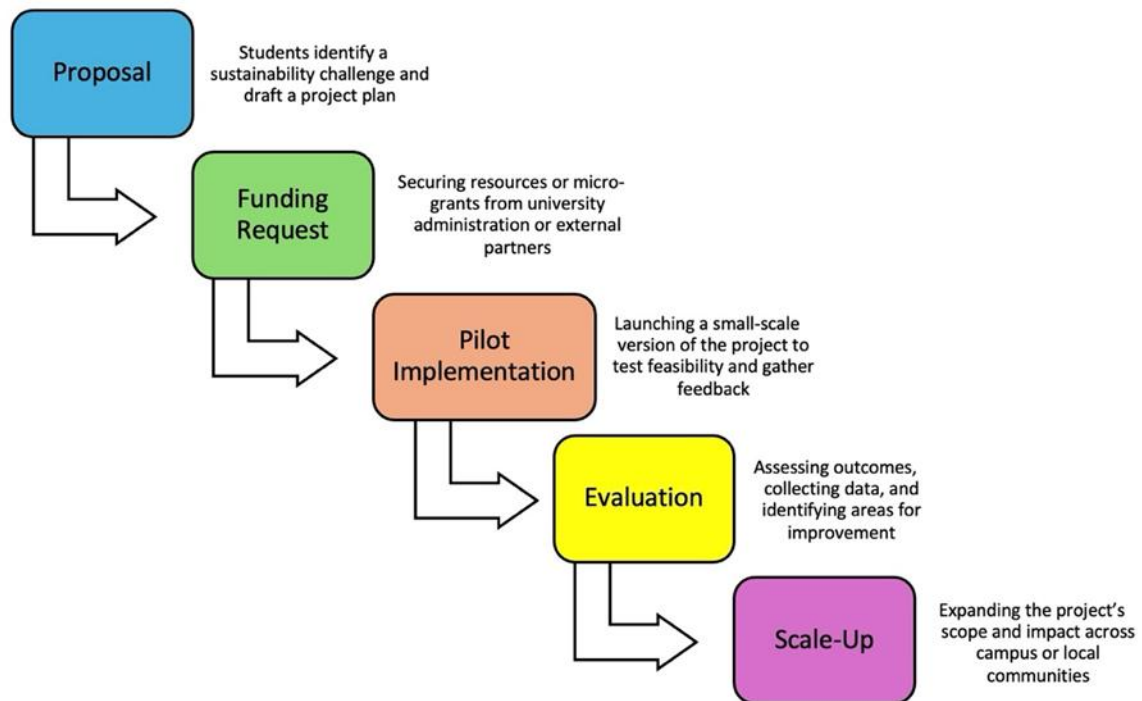 Proposal
Students identify a
sustainability challenge and
draft a project plan
Funding
Request
Securing resources or micro-
grants from university
administration or external
partners
Pilot
Implementation
Launching a small-scale
version of the project to
test feasibility and gather
feedback
Evaluation
Assessing outcomes,
collecting data, and
identifying areas for
improvement
Scale-Up
Expanding the project’s
scope and impact across
campus or local
communities